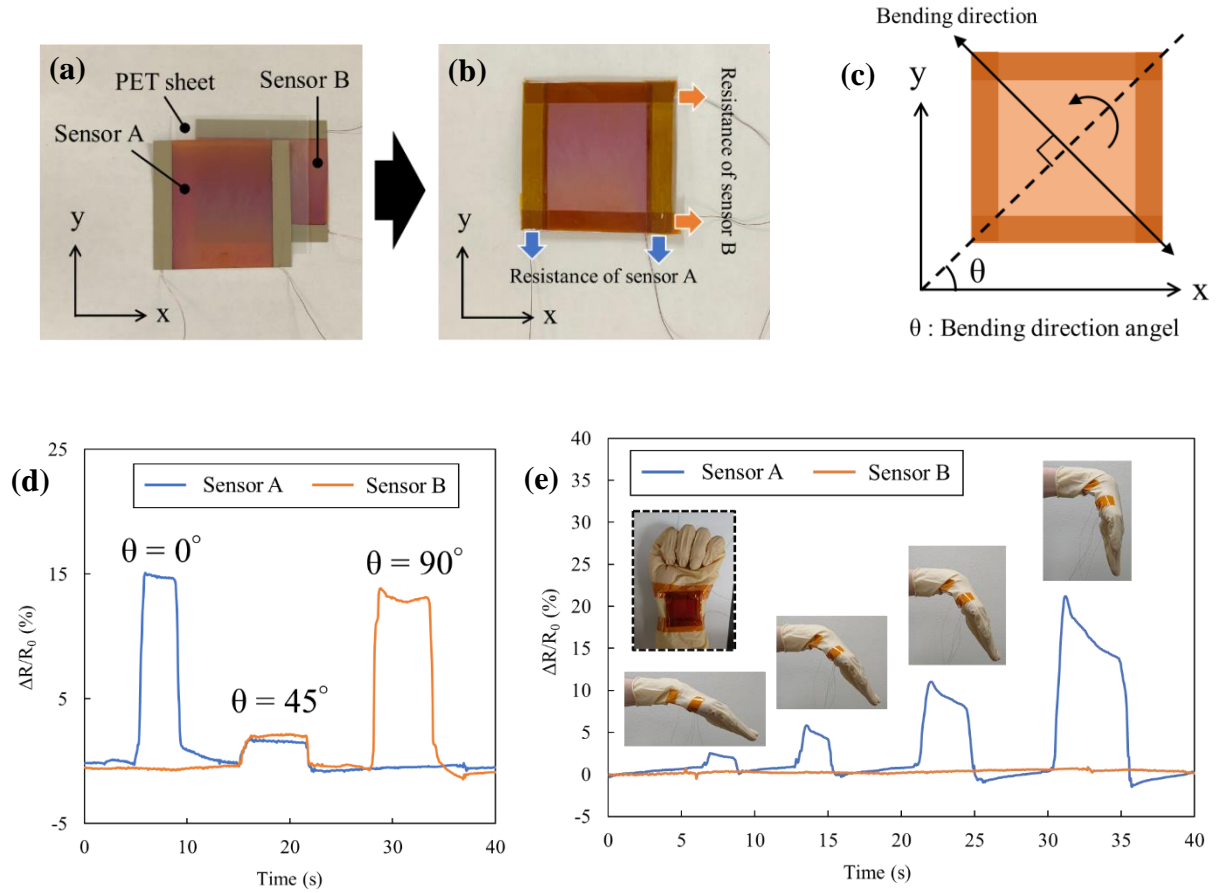 (a)
PET sheet
Sensor B
Sensor A
y
x
(b)
Resistance of sensor B
Resistance of sensor A
y
x
(c)
Bending direction
y
θ
x
θ : Bending direction angel
(d)
25
15
5
-5
ΔR/R0 (%)
Sensor A
Sensor B
θ = 0°
θ = 45°
θ = 90°
0
10
20
30
40
Time (s)
(e)
40
35
30
25
20
15
10
5
0
-5
ΔR/R0 (%)
Sensor A
Sensor B
0
5
10
15
20
25
30
35
40
Time (s)